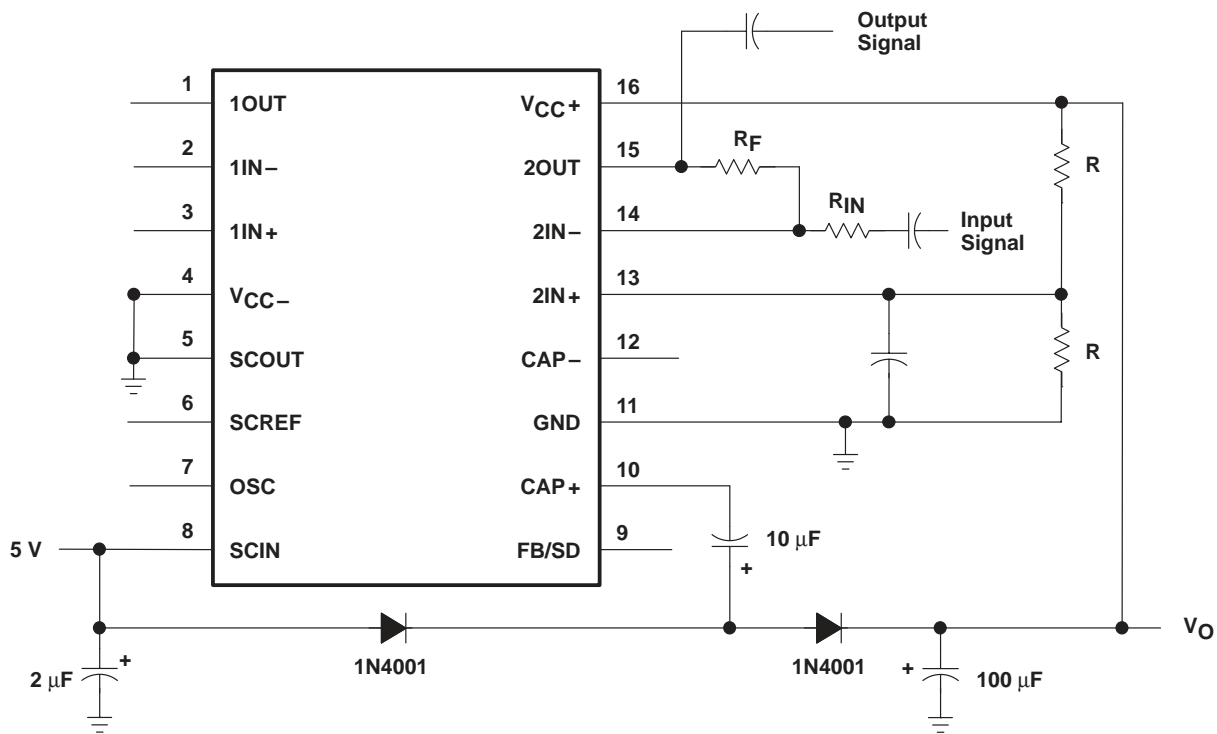 Output
Signal
1 1OUT VCC+ 16
RF
2 1IN– 2OUT 15
R
RIN
3 1IN+ 2IN– 14
Input
Signal
4 VCC– 2IN+ 13
5 SCOUT CAP– 12
R
6 SCREF GND 11
7 OSC CAP+ 10
10 μF
+
5 V 8 SCIN FB/SD 9
VO
1N4001 1N4001
2 μF +
+ 100 μF